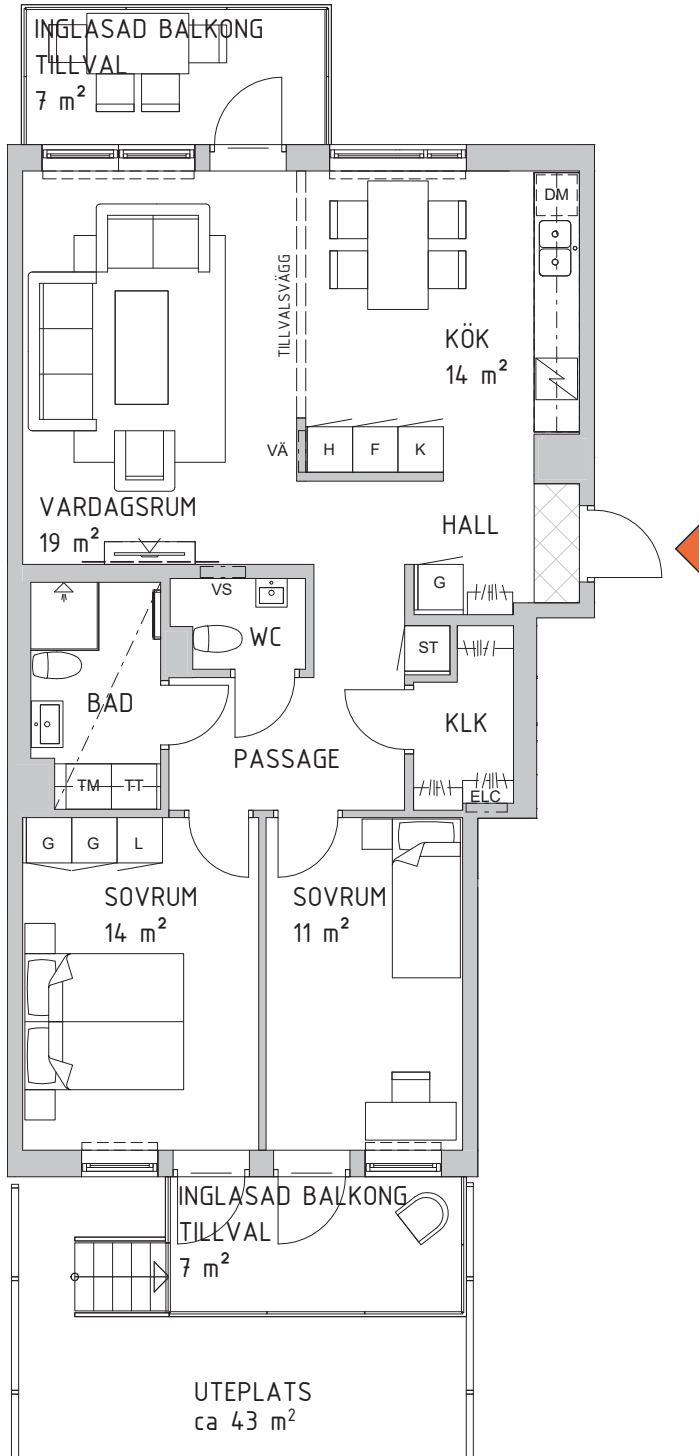 INGLASAD BALKONG
TILLVAL
7 m²
DM
TILLVALSVÄGG
KÖK
14 m²
VÄ
H
F
K
VARDAGSRUM
19 m²
HALL
G
VS
WC
ST
BAD
KLK
PASSAGE
TM
TT
ELC
G
G
L
SOVRUM
14 m²
SOVRUM
11 m²
INGLASAD BALKONG
TILLVAL
7 m²
UTEPLATS
ca 43 m²